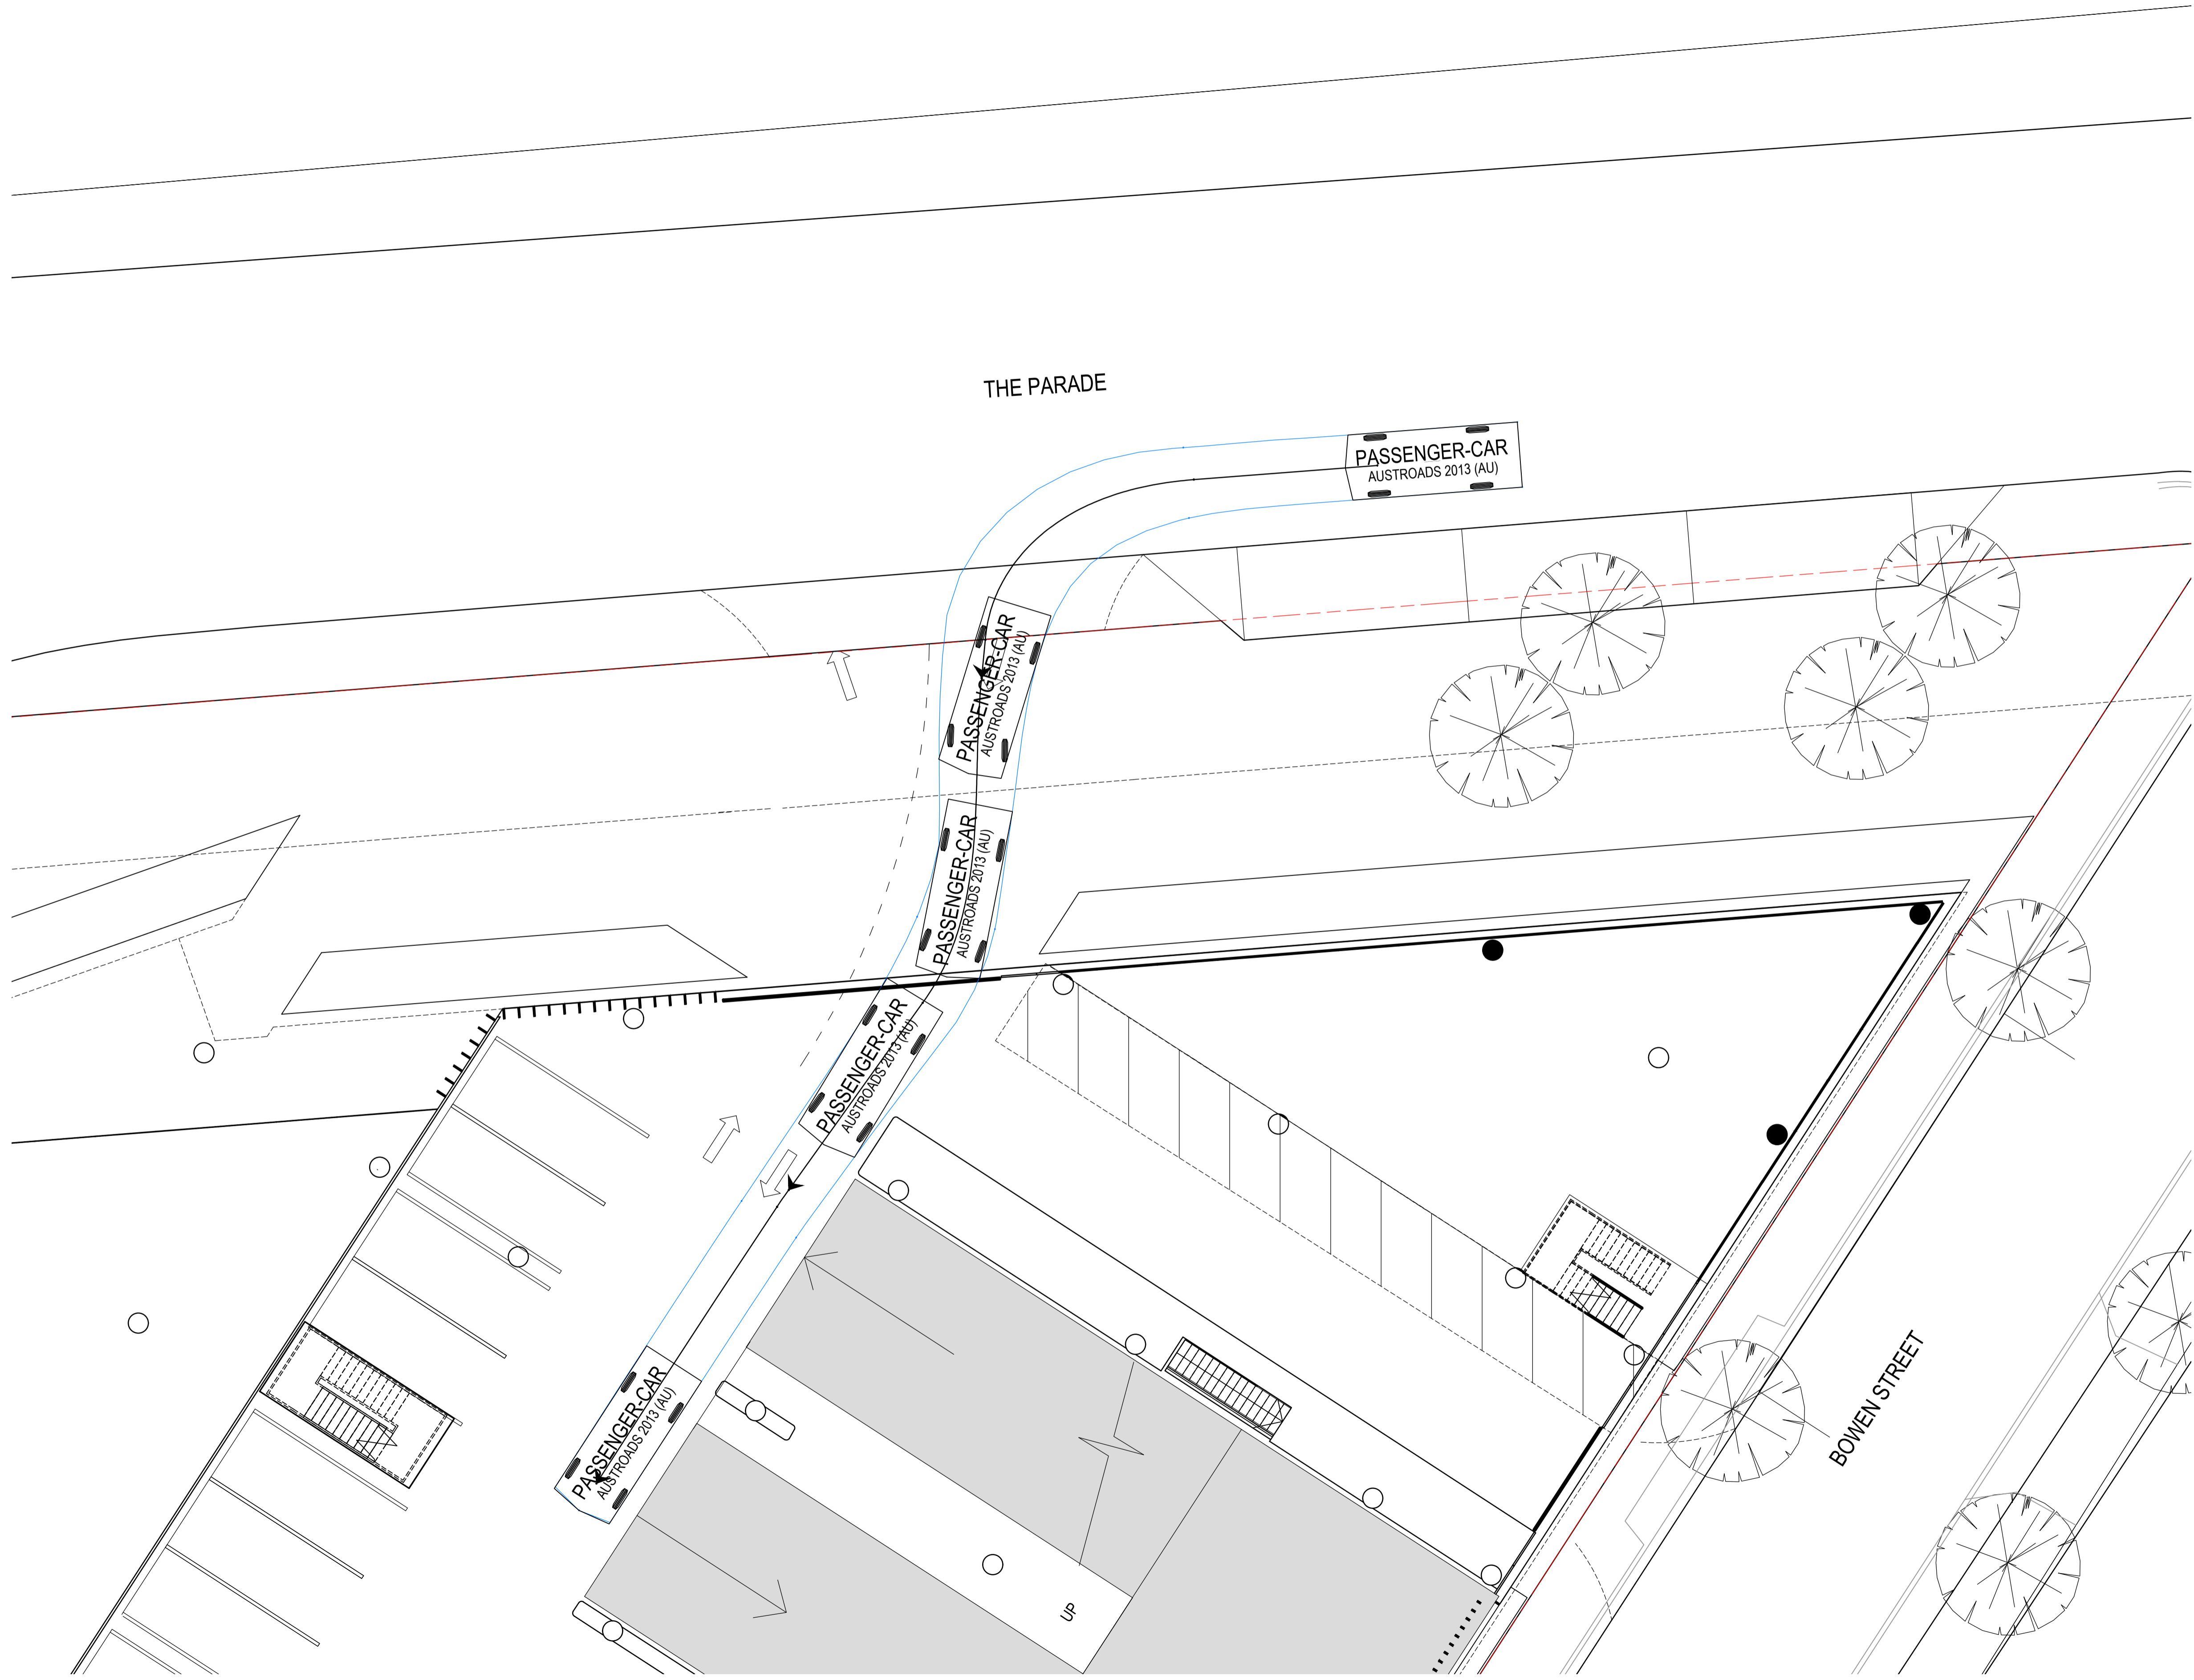 THE PARADE
PASSENGER-CAR
AUSTROADS 2013 (AU)
PASSENGER-CAR
AUSTROADS 2013 (AU)
PASSENGER-CAR
AUSTROADS 2013 (AU)
PASSENGER-CAR
AUSTROADS 2013 (AU)
PASSENGER-CAR
AUSTROADS 2013 (AU)
BOWEN STREET
UP